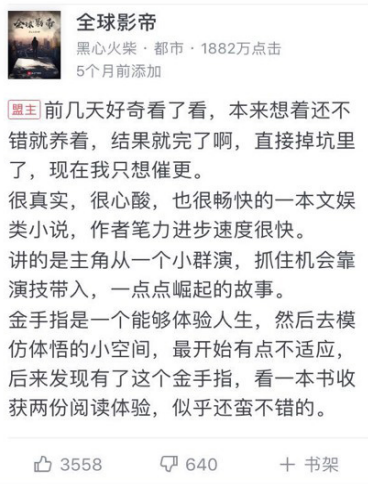 全球影帝
全球影帝
黑心火柴 · 都市 · 1882万点击
5个月前添加
盟主 前几天好奇看了看，本来想着还不
错就养着，结果就完了啊，直接掉坑里
了，现在我只想催更。
很真实，很心酸，也很畅快的一本文娱
类小说，作者笔力进步速度很快。
讲的是主角从一个小群演，抓住机会靠
演技带入，一点点崛起的故事。
金手指是一个能够体验人生，然后去模
仿体悟的小空间，最开始有点不适应，
后来发现有了这个金手指，看一本书收
获两份阅读体验，似乎还蛮不错的。
3558 640 + 书架